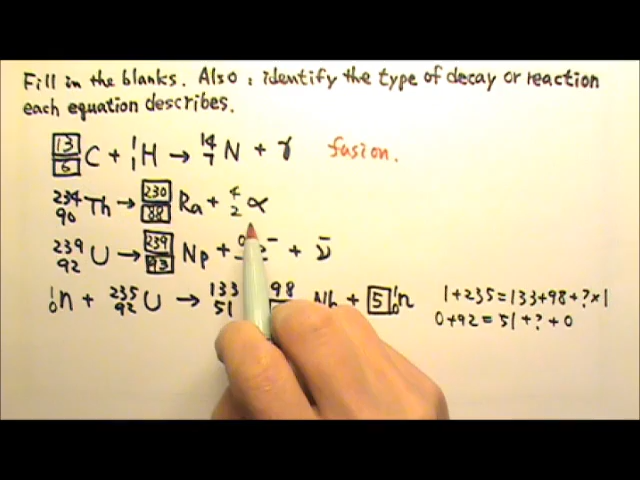 Fill in the blanks. Also : identify the type of decay or reaction
each equation describes.
13 6 C + 1 1 H → 14 7 N + γ fusion.
234 90 Th → 230 88 Ra + 4 2 α
239 92 U → 239 93 Np + 0 - + ν̄
1 0 n + 235 92 U → 133 51 98 Nb + 5 1 0 n
1+235=133+98+?×1
0+92=51+?+0